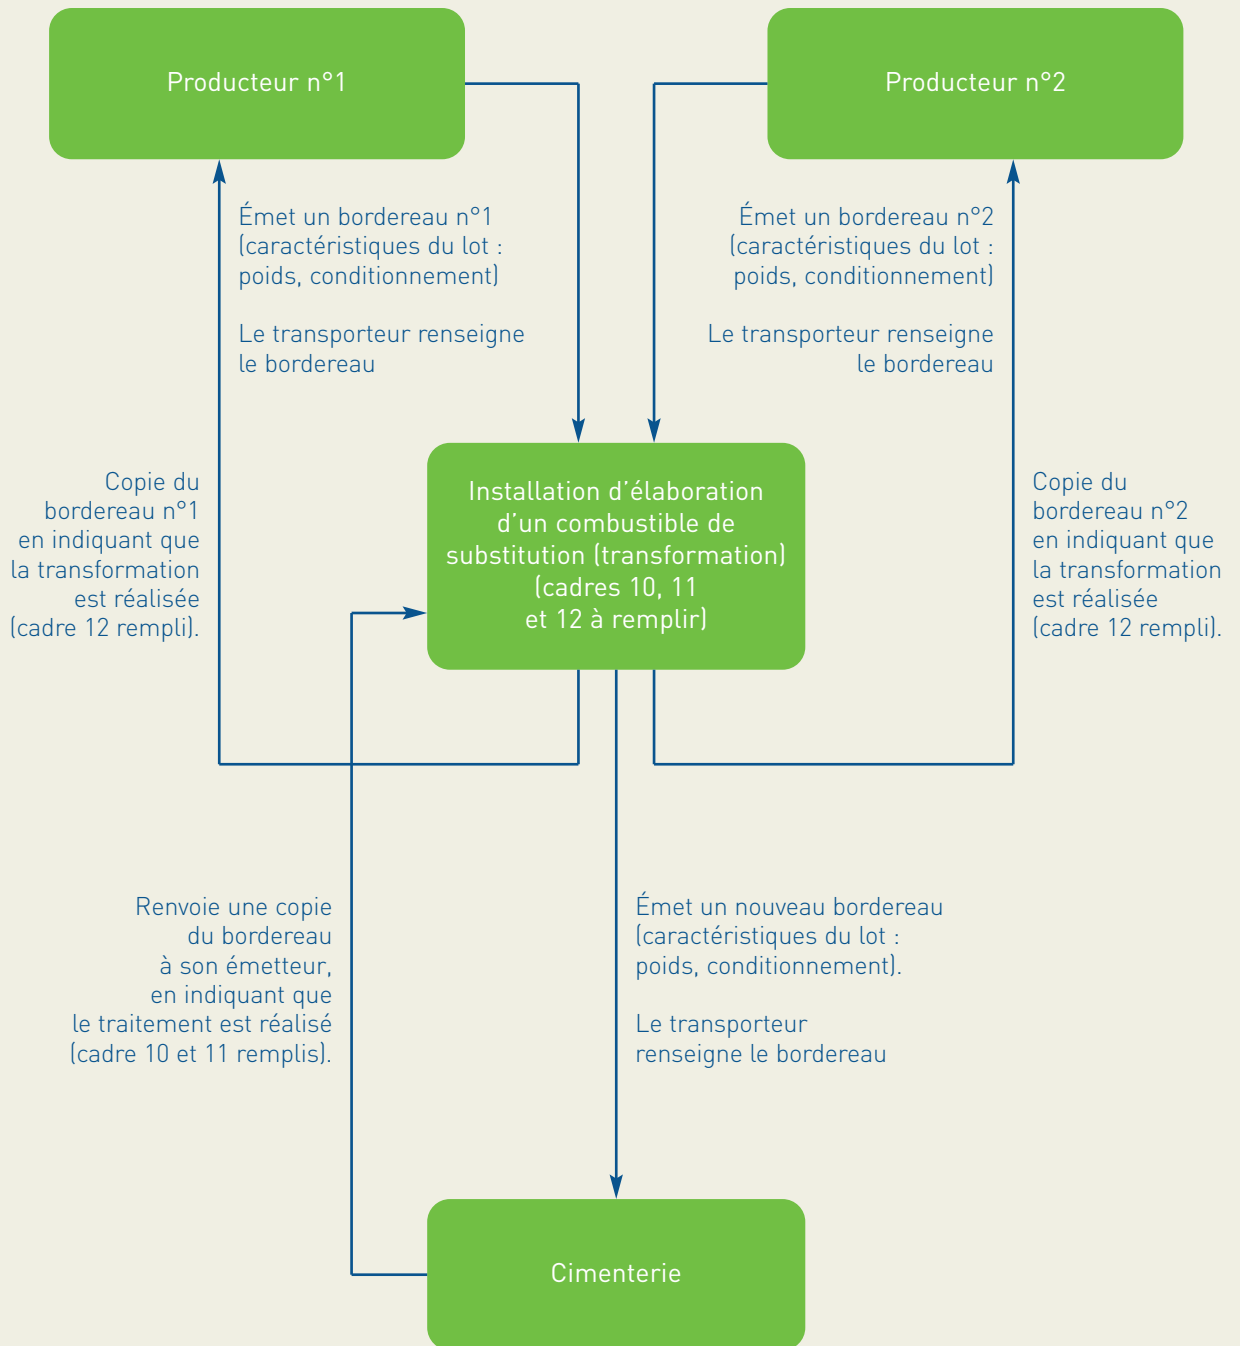 Producteur n°1
Producteur n°2
Émet un bordereau n°1
(caractéristiques du lot :
poids, conditionnement)
Le transporteur renseigne
le bordereau
Émet un bordereau n°2
(caractéristiques du lot :
poids, conditionnement)
Le transporteur renseigne
le bordereau
Copie du
bordereau n°1
en indiquant que
la transformation
est réalisée
(cadre 12 rempli).
Installation d’élaboration
d’un combustible de
substitution (transformation)
(cadres 10, 11
et 12 à remplir)
Copie du
bordereau n°2
en indiquant que
la transformation
est réalisée
(cadre 12 rempli).
Renvoie une copie
du bordereau
à son émetteur,
en indiquant que
le traitement est réalisé
(cadre 10 et 11 remplis).
Émet un nouveau bordereau
(caractéristiques du lot :
poids, conditionnement).
Le transporteur
renseigne le bordereau
Cimenterie